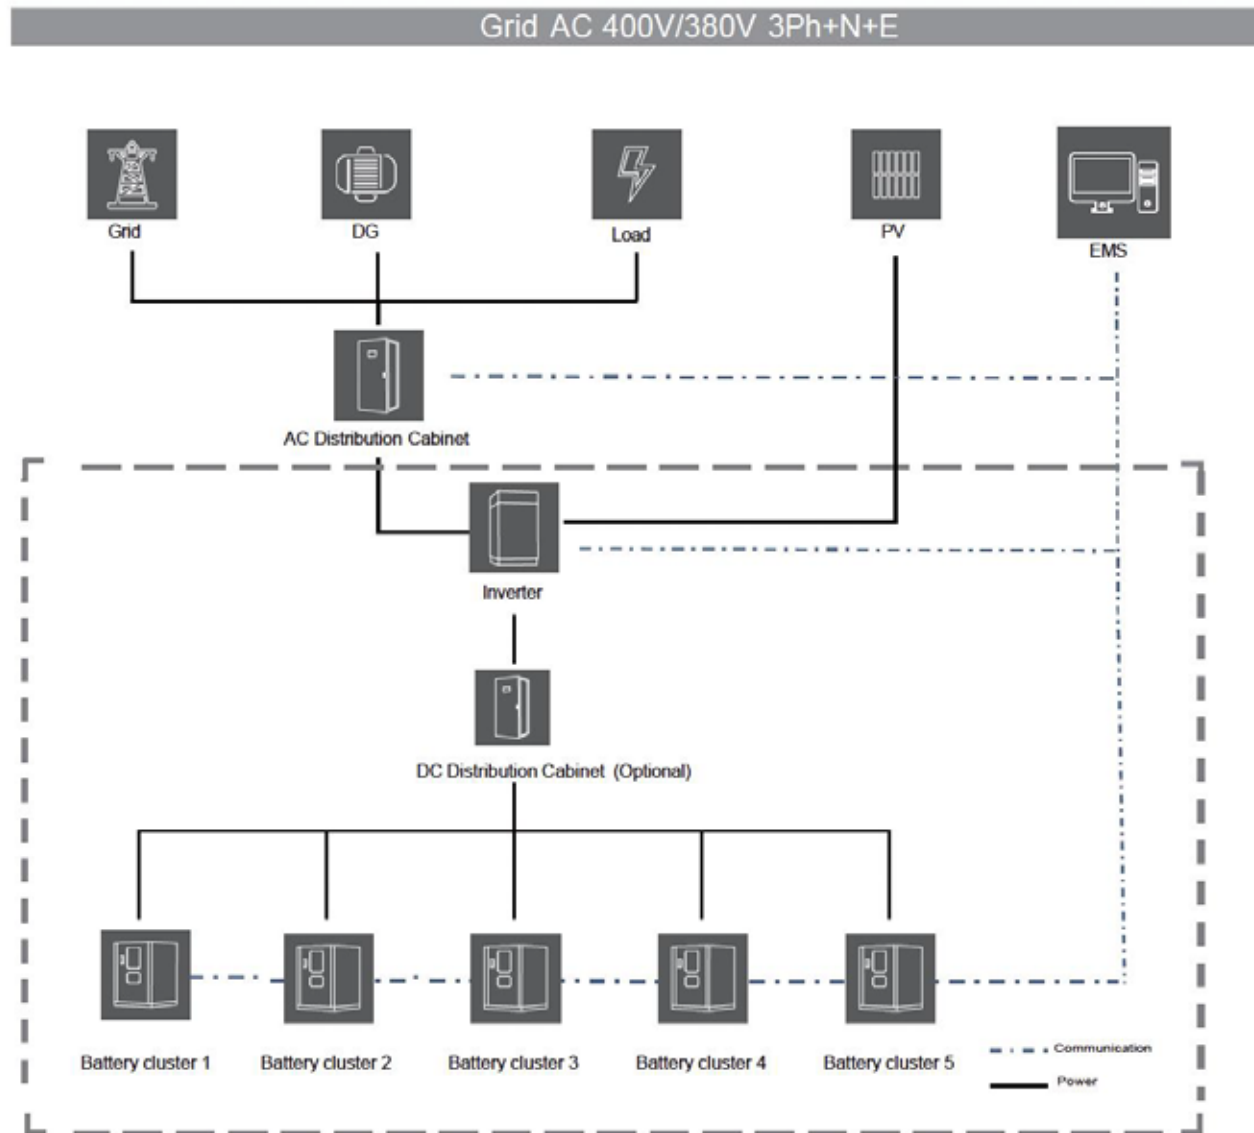 Grid AC 400V/380V 3Ph+N+E
Grid
DG
Load
PV
EMS
AC Distribution Cabinet
Inverter
DC Distribution Cabinet (Optional)
Battery cluster 1
Battery cluster 2
Battery cluster 3
Battery cluster 4
Battery cluster 5
Communication
Power